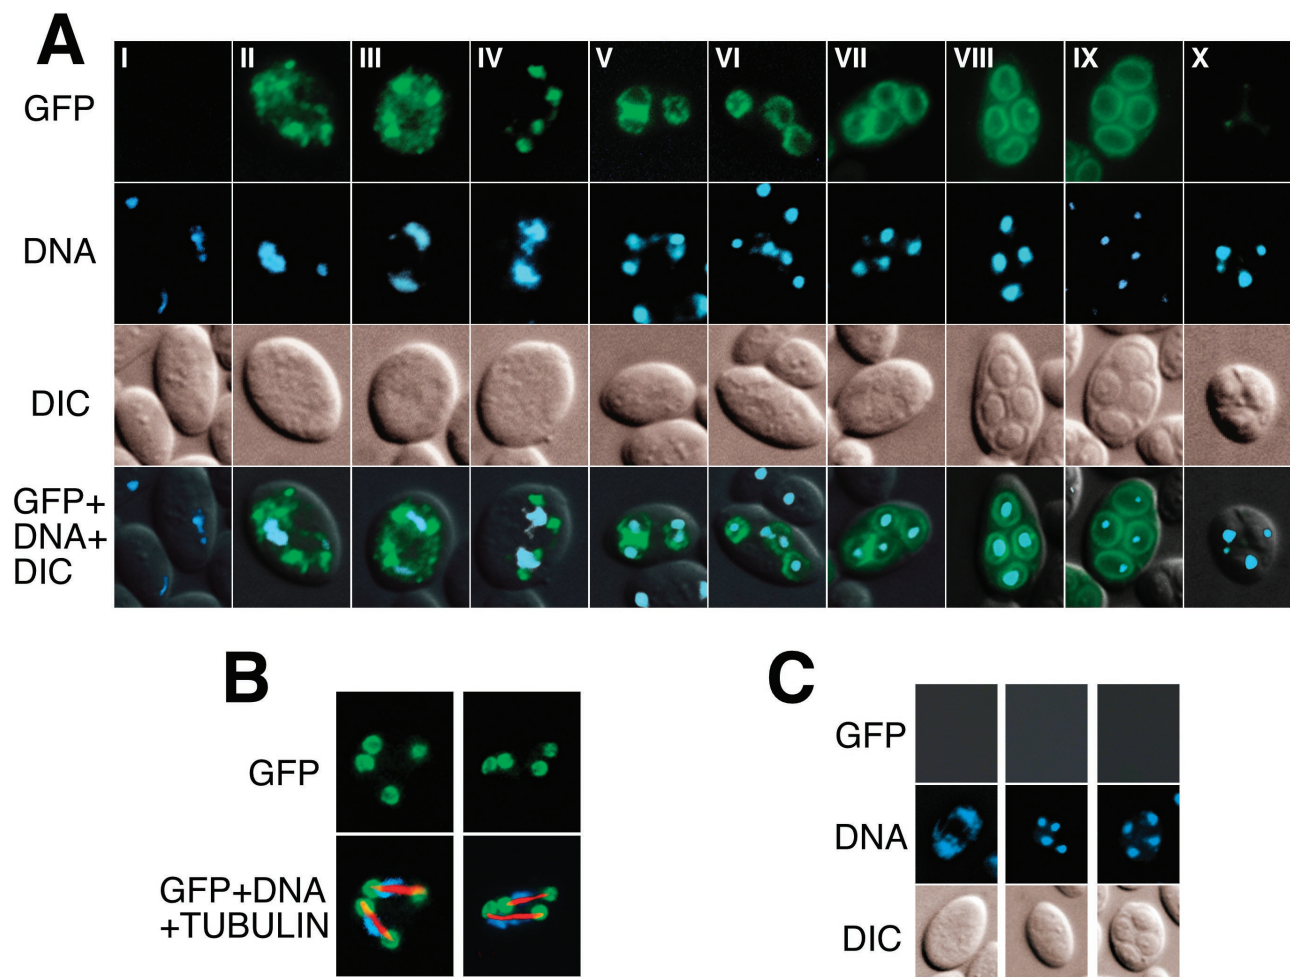 A
I II III IV V VI VII VIII IX X
GFP
DNA
DIC
GFP+
DNA+
DIC
B
GFP
GFP+DNA
+TUBULIN
C
GFP
DNA
DIC